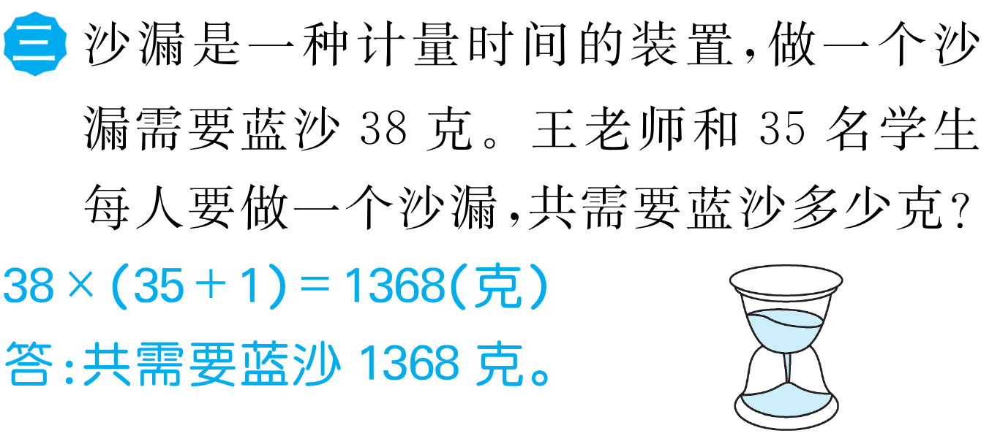 三 沙漏是一种计量时间的装置,做一个沙
漏需要蓝沙 38 克。王老师和 35 名学生
每人要做一个沙漏,共需要蓝沙多少克?
38×(35+1)=1368(克)
答:共需要蓝沙 1368 克。